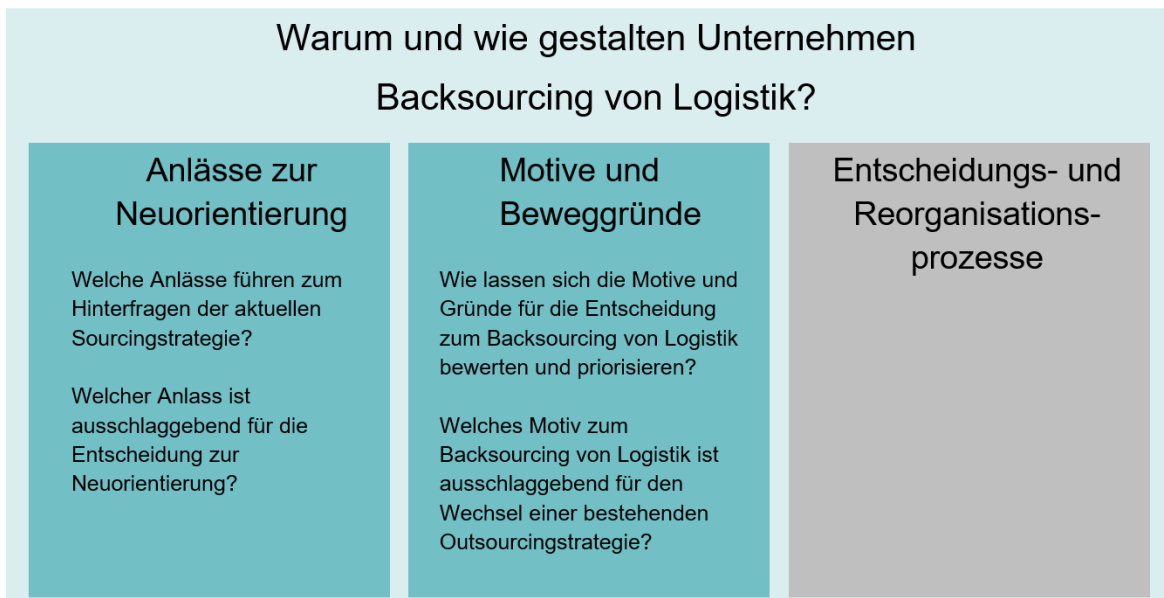 Warum und wie gestalten Unternehmen
Backsourcing von Logistik?
Anlässe zur
Neuorientierung
Welche Anlässe führen zum
Hinterfragen der aktuellen
Sourcingstrategie?
Welcher Anlass ist
ausschlaggebend für die
Entscheidung zur
Neuorientierung?
Motive und
Beweggründe
Wie lassen sich die Motive und
Gründe für die Entscheidung
zum Backsourcing von Logistik
bewerten und priorisieren?
Welches Motiv zum
Backsourcing von Logistik ist
ausschlaggebend für den
Wechsel einer bestehenden
Outsourcingstrategie?
Entscheidungs- und
Reorganisations-
prozesse